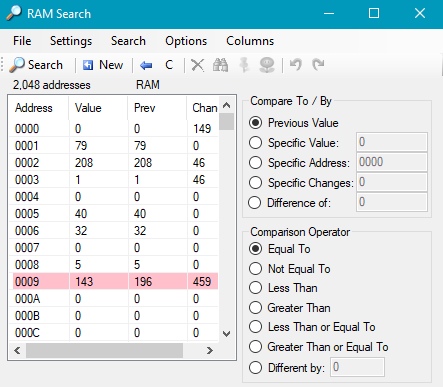 RAM Search
File Settings Search Options Columns
Search New C
2,048 addresses RAM
Address Value Prev Chan
0000 0 0 149
0001 79 79 0
0002 208 208 46
0003 1 1 46
0004 0 0 0
0005 40 40 0
0006 32 32 0
0007 0 0 0
0008 5 5 0
0009 143 196 459
000A 0 0 0
000B 0 0 0
000C 0 0 0
Compare To / By
Previous Value
Specific Value: 0
Specific Address: 0000
Specific Changes: 0
Difference of: 0
Comparison Operator
Equal To
Not Equal To
Less Than
Greater Than
Less Than or Equal To
Greater Than or Equal To
Different by: 0